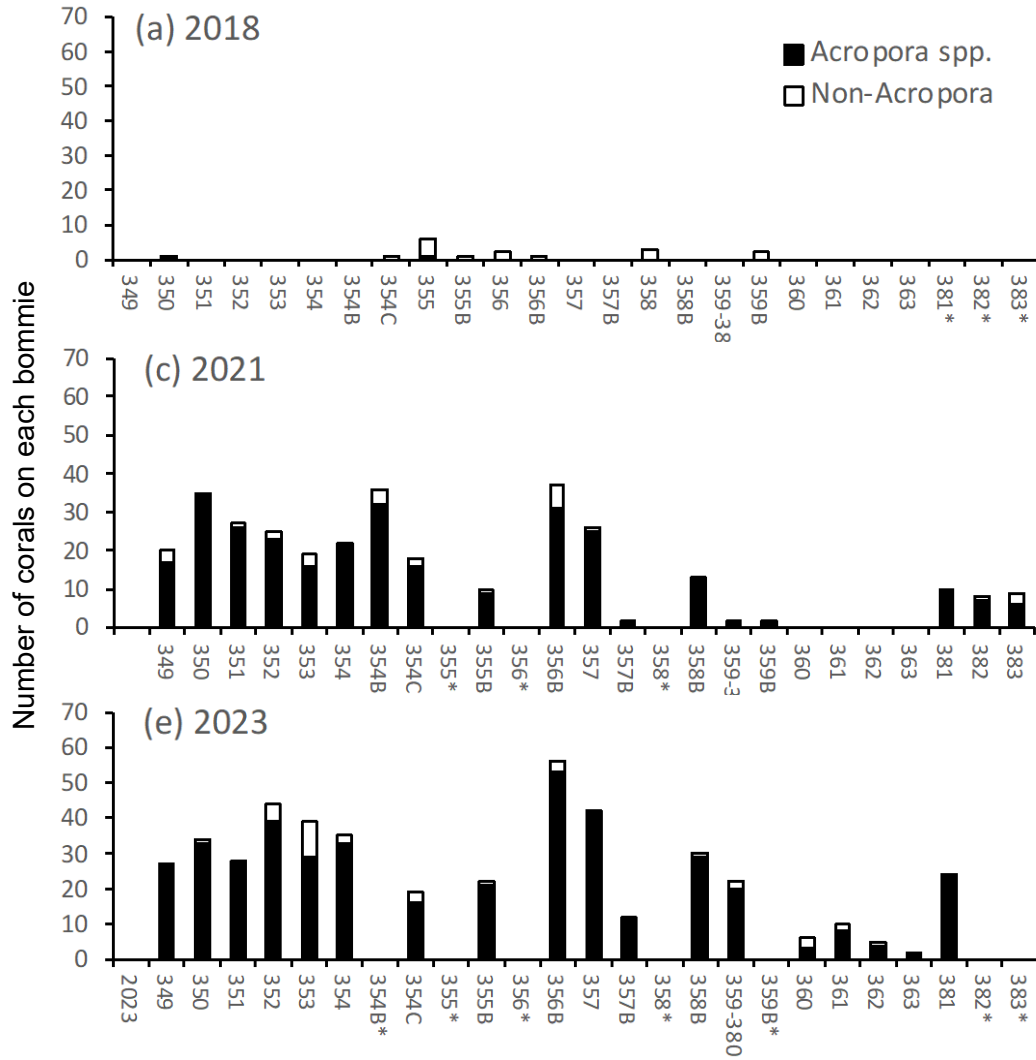 Number of corals on each bommie
(a) 2018
Acropora spp.
Non-Acropora
70
60
50
40
30
20
10
0
349
350
351
352
353
354
354B
354C
355
355B
356
356B
357
357B
358
358B
359-38
359B
360
361
362
363
381*
382*
383*
(c) 2021
70
60
50
40
30
20
10
0
349
350
351
352
353
354
354B
354C
355*
355B
356*
356B
357
357B
358*
358B
359-3
359B
360
361
362
363
381
382
383
(e) 2023
70
60
50
40
30
20
10
0
2023
349
350
351
352
353
354
354B*
354C
355*
355B
356*
356B
357
357B
358*
358B
359-380
359B*
360
361
362
363
381
382*
383*